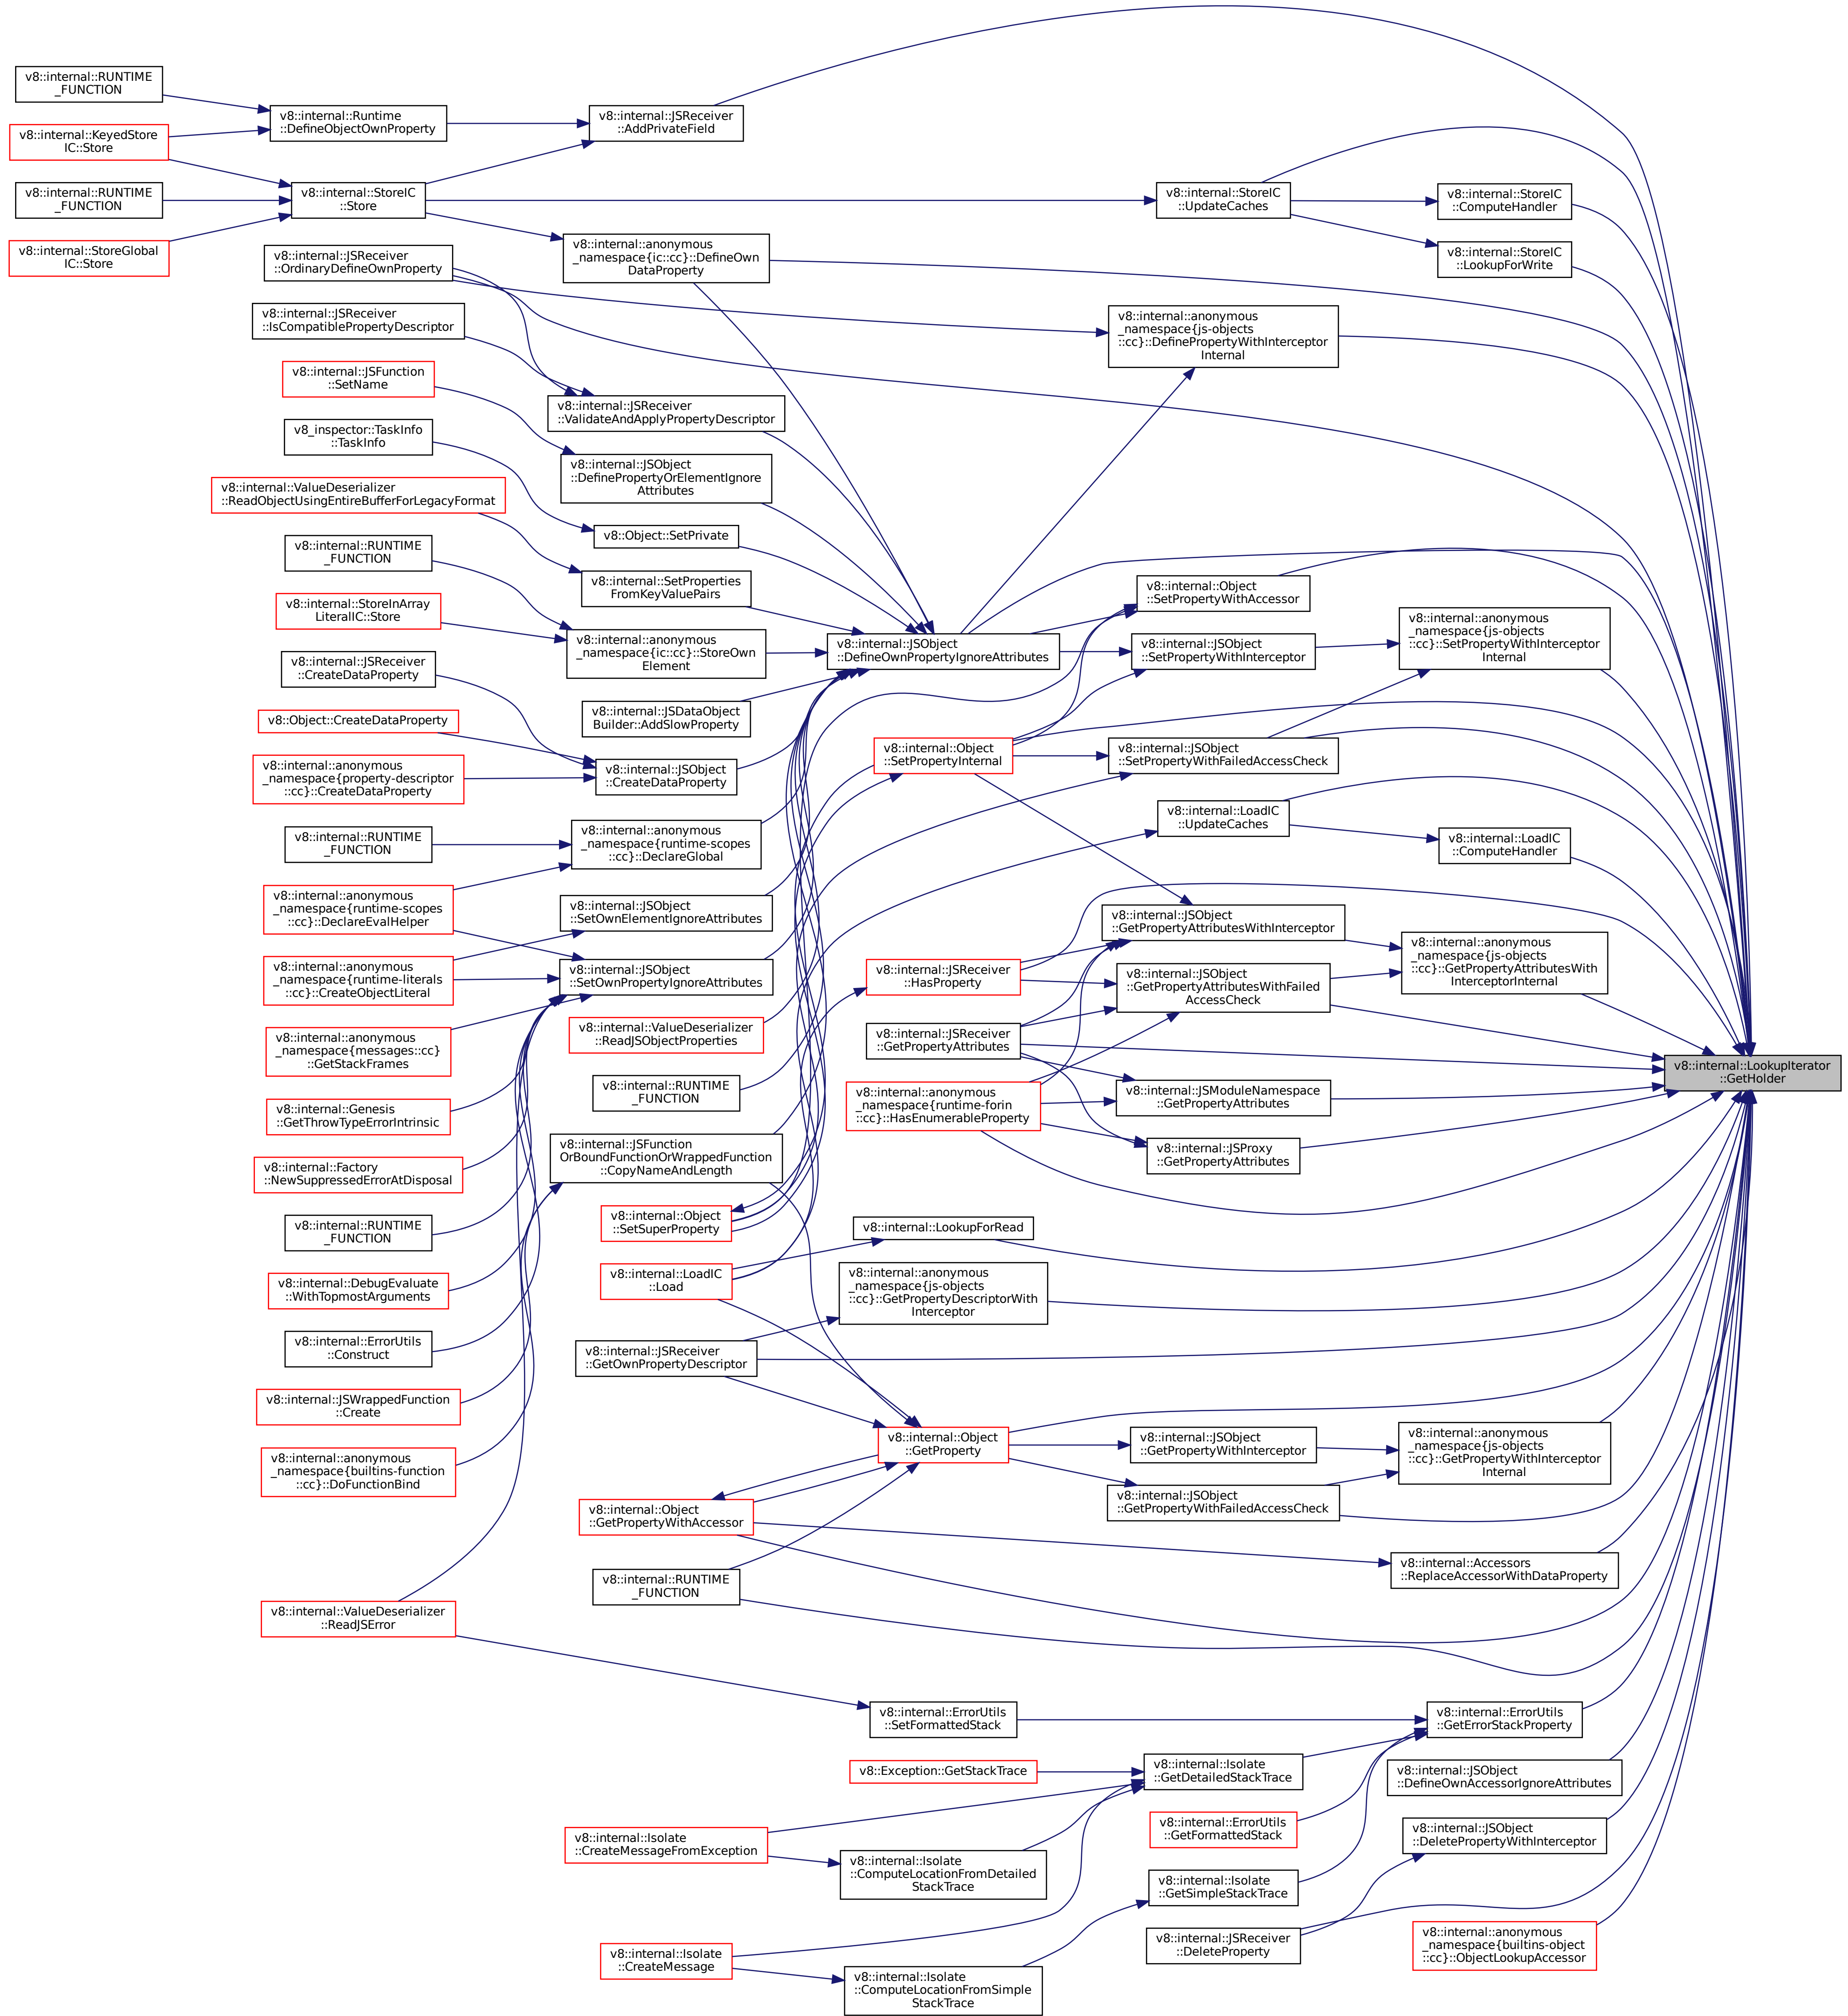 v8::internal::RUNTIME
_FUNCTION
v8::internal::KeyedStore
IC::Store
v8::internal::RUNTIME
_FUNCTION
v8::internal::StoreGlobal
IC::Store
v8::internal::Runtime
::DefineObjectOwnProperty
v8::internal::StoreIC
::Store
v8::internal::JSReceiver
::OrdinaryDefineOwnProperty
v8::internal::JSReceiver
::IsCompatiblePropertyDescriptor
v8::internal::JSFunction
::SetName
v8_inspector::TaskInfo
::TaskInfo
v8::internal::ValueDeserializer
::ReadObjectUsingEntireBufferForLegacyFormat
v8::internal::RUNTIME
_FUNCTION
v8::internal::StoreInArray
LiteralIC::Store
v8::internal::JSReceiver
::CreateDataProperty
v8::Object::CreateDataProperty
v8::internal::anonymous
_namespace{property-descriptor
::cc}::CreateDataProperty
v8::internal::RUNTIME
_FUNCTION
v8::internal::anonymous
_namespace{runtime-scopes
::cc}::DeclareEvalHelper
v8::internal::anonymous
_namespace{runtime-literals
::cc}::CreateObjectLiteral
v8::internal::anonymous
_namespace{messages::cc}
::GetStackFrames
v8::internal::Genesis
::GetThrowTypeErrorIntrinsic
v8::internal::Factory
::NewSuppressedErrorAtDisposal
v8::internal::RUNTIME
_FUNCTION
v8::internal::DebugEvaluate
::WithTopmostArguments
v8::internal::ErrorUtils
::Construct
v8::internal::JSWrappedFunction
::Create
v8::internal::anonymous
_namespace{builtins-function
::cc}::DoFunctionBind
v8::internal::ValueDeserializer
::ReadJSError
v8::internal::JSReceiver
::AddPrivateField
v8::internal::anonymous
_namespace{ic::cc}::DefineOwn
DataProperty
v8::internal::JSReceiver
::ValidateAndApplyPropertyDescriptor
v8::internal::JSObject
::DefinePropertyOrElementIgnore
Attributes
v8::Object::SetPrivate
v8::internal::SetProperties
FromKeyValuePairs
v8::internal::anonymous
_namespace{ic::cc}::StoreOwn
Element
v8::internal::JSDataObject
Builder::AddSlowProperty
v8::internal::JSObject
::CreateDataProperty
v8::internal::anonymous
_namespace{runtime-scopes
::cc}::DeclareGlobal
v8::internal::JSObject
::SetOwnElementIgnoreAttributes
v8::internal::JSObject
::SetOwnPropertyIgnoreAttributes
v8::internal::ValueDeserializer
::ReadJSObjectProperties
v8::internal::RUNTIME
_FUNCTION
v8::internal::JSFunction
OrBoundFunctionOrWrappedFunction
::CopyNameAndLength
v8::internal::Object
::SetSuperProperty
v8::internal::LoadIC
::Load
v8::internal::JSReceiver
::GetOwnPropertyDescriptor
v8::internal::Object
::GetPropertyWithAccessor
v8::internal::RUNTIME
_FUNCTION
v8::internal::Isolate
::CreateMessageFromException
v8::internal::Isolate
::CreateMessage
v8::internal::JSObject
::DefineOwnPropertyIgnoreAttributes
v8::internal::Object
::SetPropertyInternal
v8::internal::JSReceiver
::HasProperty
v8::internal::JSReceiver
::GetPropertyAttributes
v8::internal::anonymous
_namespace{runtime-forin
::cc}::HasEnumerableProperty
v8::internal::LookupForRead
v8::internal::anonymous
_namespace{js-objects
::cc}::GetPropertyDescriptorWith
Interceptor
v8::internal::Object
::GetProperty
v8::internal::ErrorUtils
::SetFormattedStack
v8::Exception::GetStackTrace
v8::internal::Isolate
::ComputeLocationFromDetailed
StackTrace
v8::internal::Isolate
::ComputeLocationFromSimple
StackTrace
v8::internal::StoreIC
::UpdateCaches
v8::internal::anonymous
_namespace{js-objects
::cc}::DefinePropertyWithInterceptor
Internal
v8::internal::Object
::SetPropertyWithAccessor
v8::internal::JSObject
::SetPropertyWithInterceptor
v8::internal::JSObject
::SetPropertyWithFailedAccessCheck
v8::internal::LoadIC
::UpdateCaches
v8::internal::JSObject
::GetPropertyAttributesWithInterceptor
v8::internal::JSObject
::GetPropertyAttributesWithFailed
AccessCheck
v8::internal::JSModuleNamespace
::GetPropertyAttributes
v8::internal::JSProxy
::GetPropertyAttributes
v8::internal::JSObject
::GetPropertyWithInterceptor
v8::internal::JSObject
::GetPropertyWithFailedAccessCheck
v8::internal::Isolate
::GetDetailedStackTrace
v8::internal::ErrorUtils
::GetFormattedStack
v8::internal::Isolate
::GetSimpleStackTrace
v8::internal::JSReceiver
::DeleteProperty
v8::internal::StoreIC
::ComputeHandler
v8::internal::StoreIC
::LookupForWrite
v8::internal::anonymous
_namespace{js-objects
::cc}::SetPropertyWithInterceptor
Internal
v8::internal::LoadIC
::ComputeHandler
v8::internal::anonymous
_namespace{js-objects
::cc}::GetPropertyAttributesWith
InterceptorInternal
v8::internal::anonymous
_namespace{js-objects
::cc}::GetPropertyWithInterceptor
Internal
v8::internal::Accessors
::ReplaceAccessorWithDataProperty
v8::internal::ErrorUtils
::GetErrorStackProperty
v8::internal::JSObject
::DefineOwnAccessorIgnoreAttributes
v8::internal::JSObject
::DeletePropertyWithInterceptor
v8::internal::anonymous
_namespace{builtins-object
::cc}::ObjectLookupAccessor
v8::internal::LookupIterator
::GetHolder